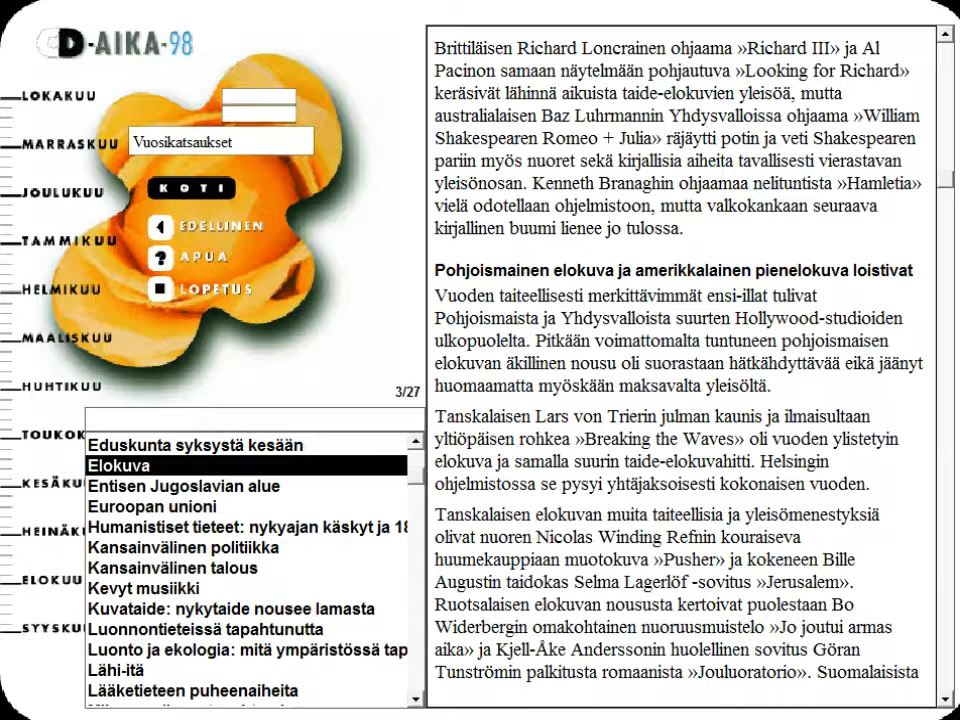 CD-AIKA-98
LOKAKUU
MARRASKUU
JOULUKUU
TAMMIKUU
HELMIKUU
MAALISKUU
HUHTIKUU
TOUKOK
KESÄKU
HEINÄK
ELOKUU
SYYSKU
Vuosikatsaukset
KOTI
EDELLINEN
APUA
LOPETUS
3/27
Eduskunta syksystä kesään
Elokuva
Entisen Jugoslavian alue
Euroopan unioni
Humanistiset tieteet: nykyajan käskyt ja 18
Kansainvälinen politiikka
Kansainvälinen talous
Kevyt musiikki
Kuvataide: nykytaide nousee lamasta
Luonnontieteissä tapahtunutta
Luonto ja ekologia: mitä ympäristössä tap
Lähi-itä
Lääketieteen puheenaiheita
Brittiläisen Richard Loncrainen ohjaama »Richard III» ja Al
Pacinon samaan näytelmään pohjautuva »Looking for Richard»
keräsivät lähinnä aikuista taide-elokuvien yleisöä, mutta
australialaisen Baz Luhrmannin Yhdysvalloissa ohjaama »William
Shakespearen Romeo + Julia» räjäytti potin ja veti Shakespearen
pariin myös nuoret sekä kirjallisia aiheita tavallisesti vierastavan
yleisönosan. Kenneth Branaghin ohjaamaa nelituntista »Hamletia»
vielä odotellaan ohjelmistoon, mutta valkokankaan seuraava
kirjallinen buumi lienee jo tulossa.
Pohjoismainen elokuva ja amerikkalainen pienelokuva loistivat
Vuoden taiteellisesti merkittävimmät ensi-illat tulivat
Pohjoismaista ja Yhdysvalloista suurten Hollywood-studioiden
ulkopuolelta. Pitkään voimattomalta tuntuneen pohjoismaisen
elokuvan äkillinen nousu oli suorastaan hätkähdyttävää eikä jäänyt
huomaamatta myöskään maksavalta yleisöltä.
Tanskalaisen Lars von Trierin julman kaunis ja ilmaisultaan
yltiöpäisen rohkea »Breaking the Waves» oli vuoden ylistetyin
elokuva ja samalla suurin taide-elokuvahitti. Helsingin
ohjelmistossa se pysyi yhtäjaksoisesti kokonaisen vuoden.
Tanskalaisen elokuvan muita taiteellisia ja yleisömenestyksiä
olivat nuoren Nicolas Winding Refnin kouraiseva
huumekauppiaan muotokuva »Pusher» ja kokeneen Bille
Augustin taidokas Selma Lagerlöf -sovitus »Jerusalem».
Ruotsalaisen elokuvan noususta kertoivat puolestaan Bo
Widerbergin omakohtainen nuoruusmuistelo »Jo joutui armas
aika» ja Kjell-Åke Anderssonin huolellinen sovitus Göran
Tunströmin palkitusta romaanista »Jouluoratorio». Suomalaisista